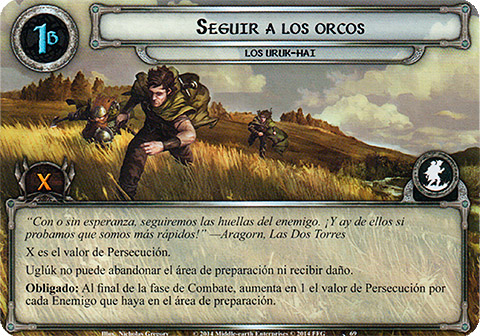 1B
SEGUIR A LOS ORCOS
LOS URUK-HAI
X
“Con o sin esperanza, seguiremos las huellas del enemigo. ¡Y ay de ellos si
probamos que somos más rápidos!” —Aragorn, Las Dos Torres
X es el valor de Persecución.
Uglúk no puede abandonar el área de preparación ni recibir daño.
Obligado: Al final de la fase de Combate, aumenta en 1 el valor de Persecución por
cada Enemigo que haya en el área de preparación.
Illus. Nicholas Gregory © 2014 Middle-earth Enterprises © 2014 FFG 69